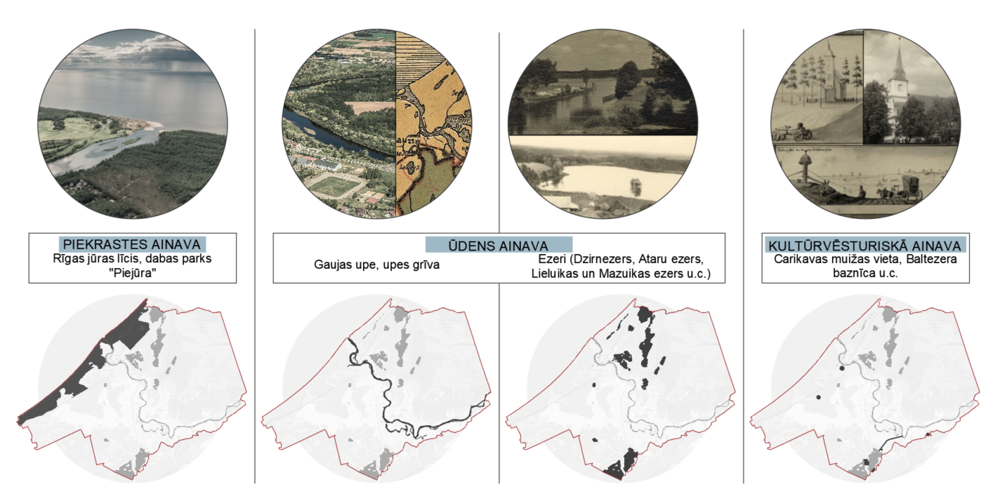 PIEKRASTES AINAVA
Rīgas jūras līcis, dabas parks
"Piejūra"
ŪDENS AINAVA
Gaujas upe, upes grīva
Ezeri (Dzirnezers, Ataru ezers,
Lieluikas un Mazuikas ezers u.c.)
KULTŪRVĒSTURISKĀ AINAVA
Carikavas muižas vieta, Baltezera
baznīca u.c.